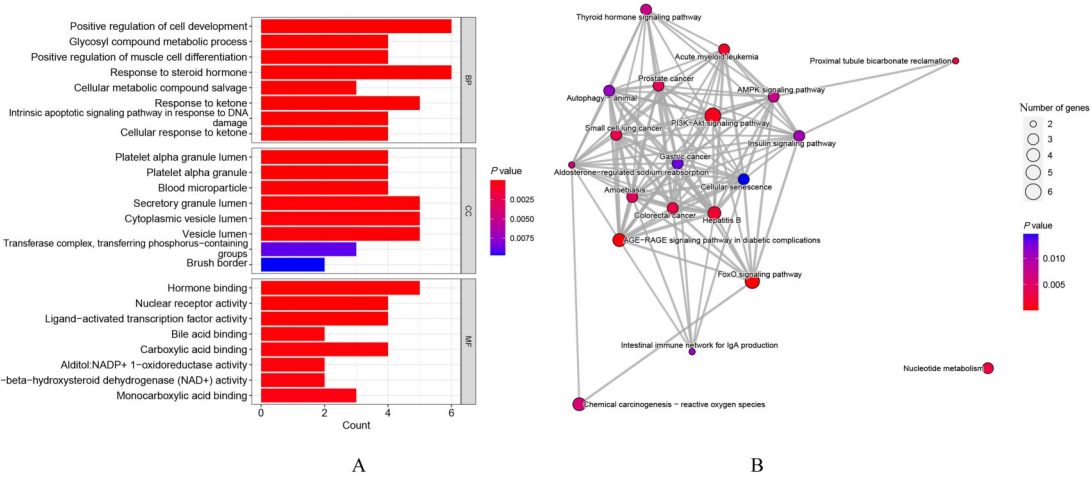 Positive regulation of cell development
Glycosyl compound metabolic process
Positive regulation of muscle cell differentiation
Response to steroid hormone
Cellular metabolic compound salvage
Response to ketone
Intrinsic apoptotic signaling pathway in response to DNA
damage
Cellular response to ketone
BP
Platelet alpha granule lumen
Platelet alpha granule
Blood microparticle
Secretory granule lumen
Cytoplasmic vesicle lumen
Vesicle lumen
Transferase complex, transferring phosphorus-containing
groups
Brush border
CC
Hormone binding
Nuclear receptor activity
Ligand-activated transcription factor activity
Bile acid binding
Carboxylic acid binding
Alditol:NADP+ 1-oxidoreductase activity
-beta-hydroxysteroid dehydrogenase (NAD+) activity
Monocarboxylic acid binding
MF
0 2 4 6
Count
P value
0.0025
0.0050
0.0075
A
Thyroid hormone signaling pathway
Acute myeloid leukemia
Proximal tubule bicarbonate reclamation
Prostate cancer
AMPK signaling pathway
Autophagy - animal
PI3K-Akt signaling pathway
Small cell lung cancer
Insulin signaling pathway
Gastric cancer
Aldosterone-regulated sodium reabsorption
Cellular senescence
Amoebiasis
Colorectal cancer
Hepatitis B
AGE-RAGE signaling pathway in diabetic complications
FoxO signaling pathway
Intestinal immune network for IgA production
Nucleotide metabolism
Chemical carcinogenesis - reactive oxygen species
Number of genes
2
3
4
5
6
P value
0.010
0.005
B